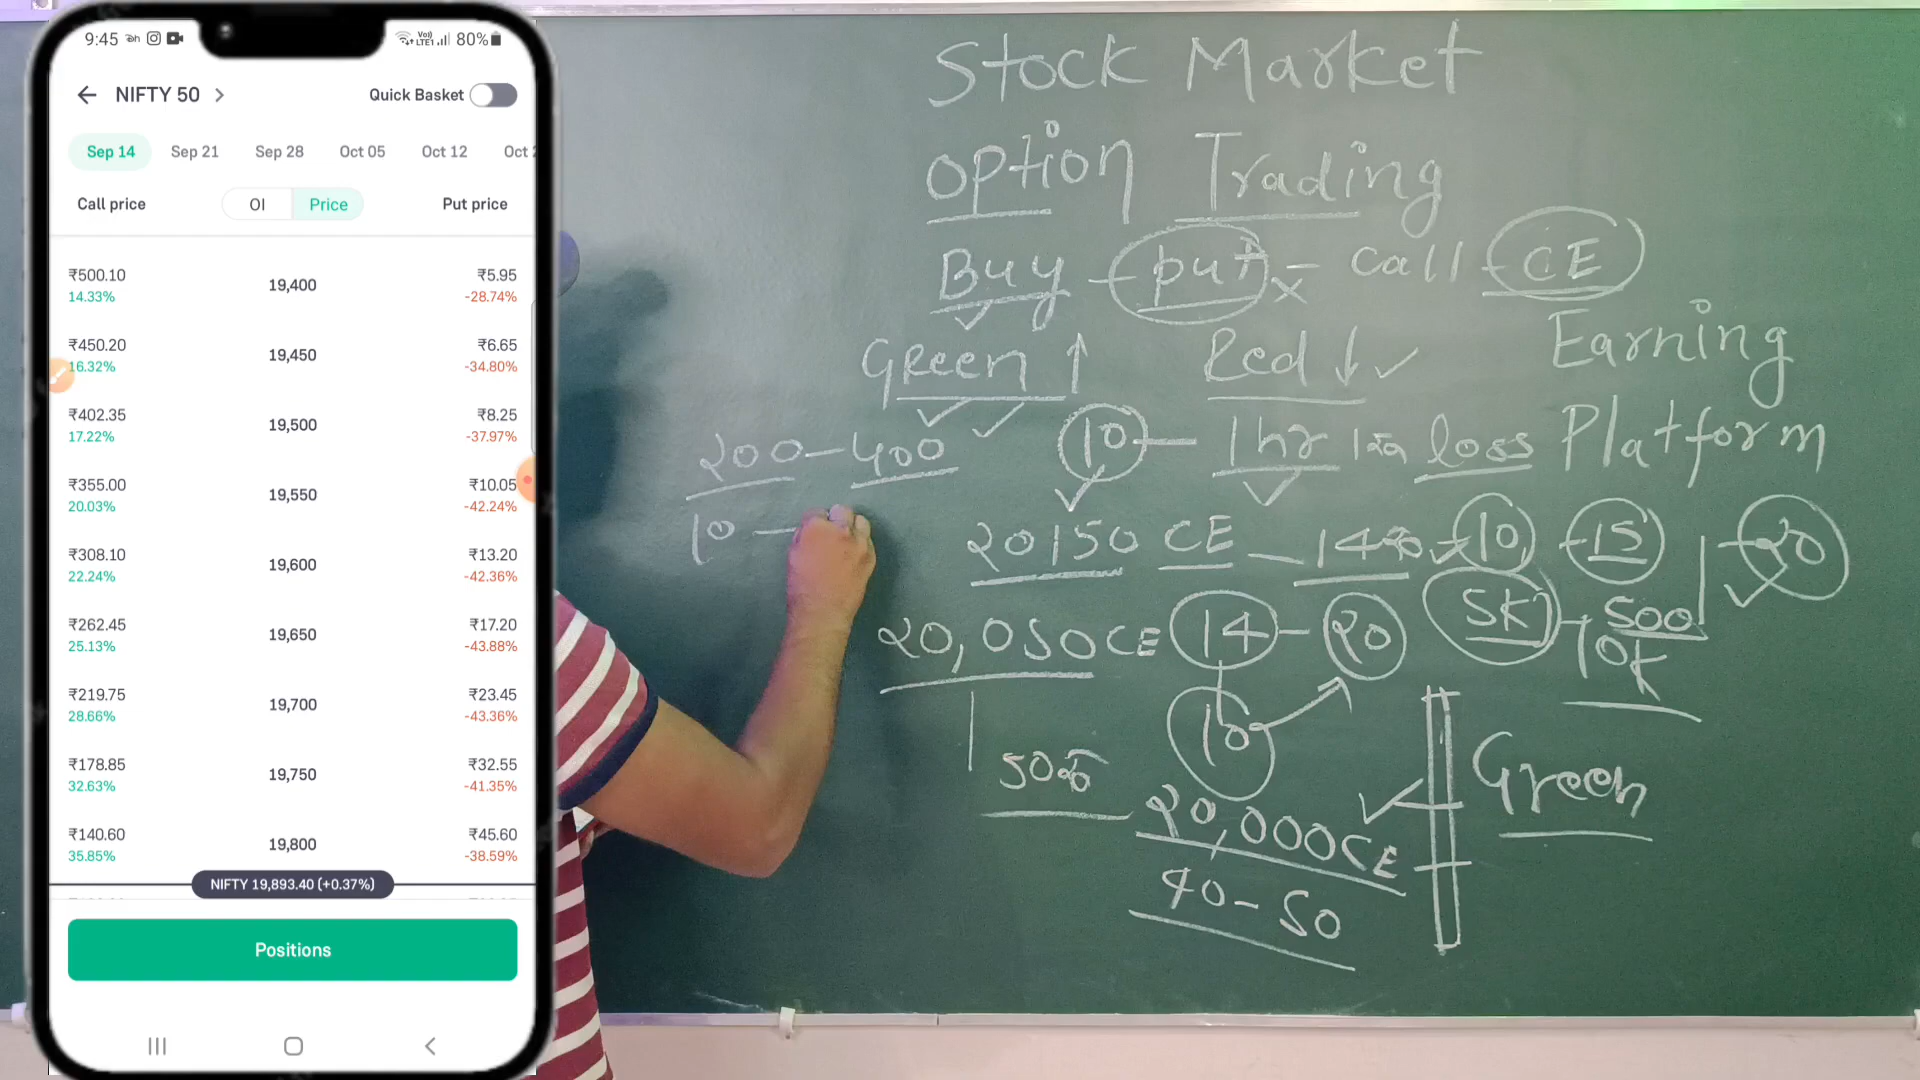 9:45 80%
NIFTY 50 Quick Basket
Sep 14 Sep 21 Sep 28 Oct 05 Oct 12 Oct
Call price OI Price Put price
₹500.10 19,400 ₹5.95
14.33% -28.74%
₹450.20 19,450 ₹6.65
16.32% -34.80%
₹402.35 19,500 ₹8.25
17.22% -37.97%
₹355.00 19,550 ₹10.05
20.03% -42.24%
₹308.10 19,600 ₹13.20
22.24% -42.36%
₹262.45 19,650 ₹17.20
25.13% -43.88%
₹219.75 19,700 ₹23.45
28.66% -43.36%
₹178.85 19,750 ₹32.55
32.63% -41.35%
₹140.60 19,800 ₹45.60
35.85% -38.59%
NIFTY 19,893.40 (+0.37%)
Positions
Stock Market
Option Trading
Buy - put x - call - CE
Green ↑ Red ↓ ✓
Earning
Platform
200-400 10 - 1hr loss
10 -
20150 CE - 10 - 15 - 20
20,050 CE 14 - 20 5K - 500
10K
10
20,000CE
40-50
Green